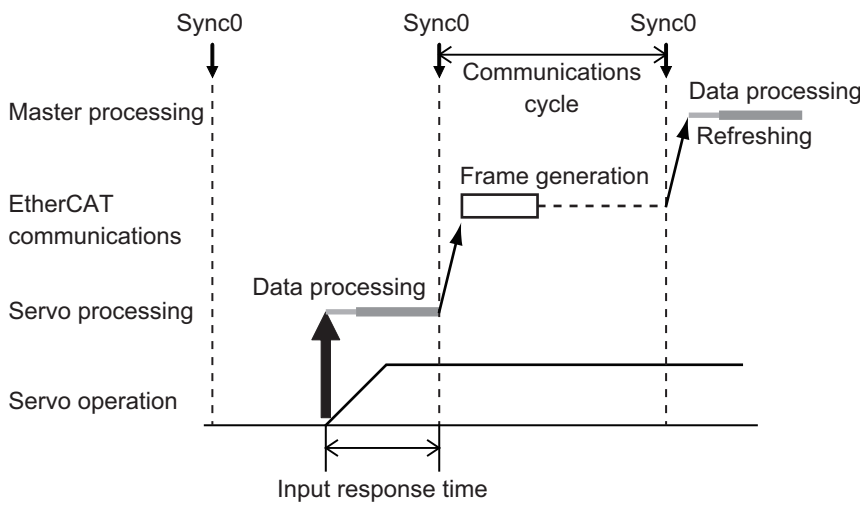 Sync0
Sync0
Sync0
Communications
cycle
Data processing
Master processing
Refreshing
Frame generation
EtherCAT
communications
Data processing
Servo processing
Servo operation
Input response time